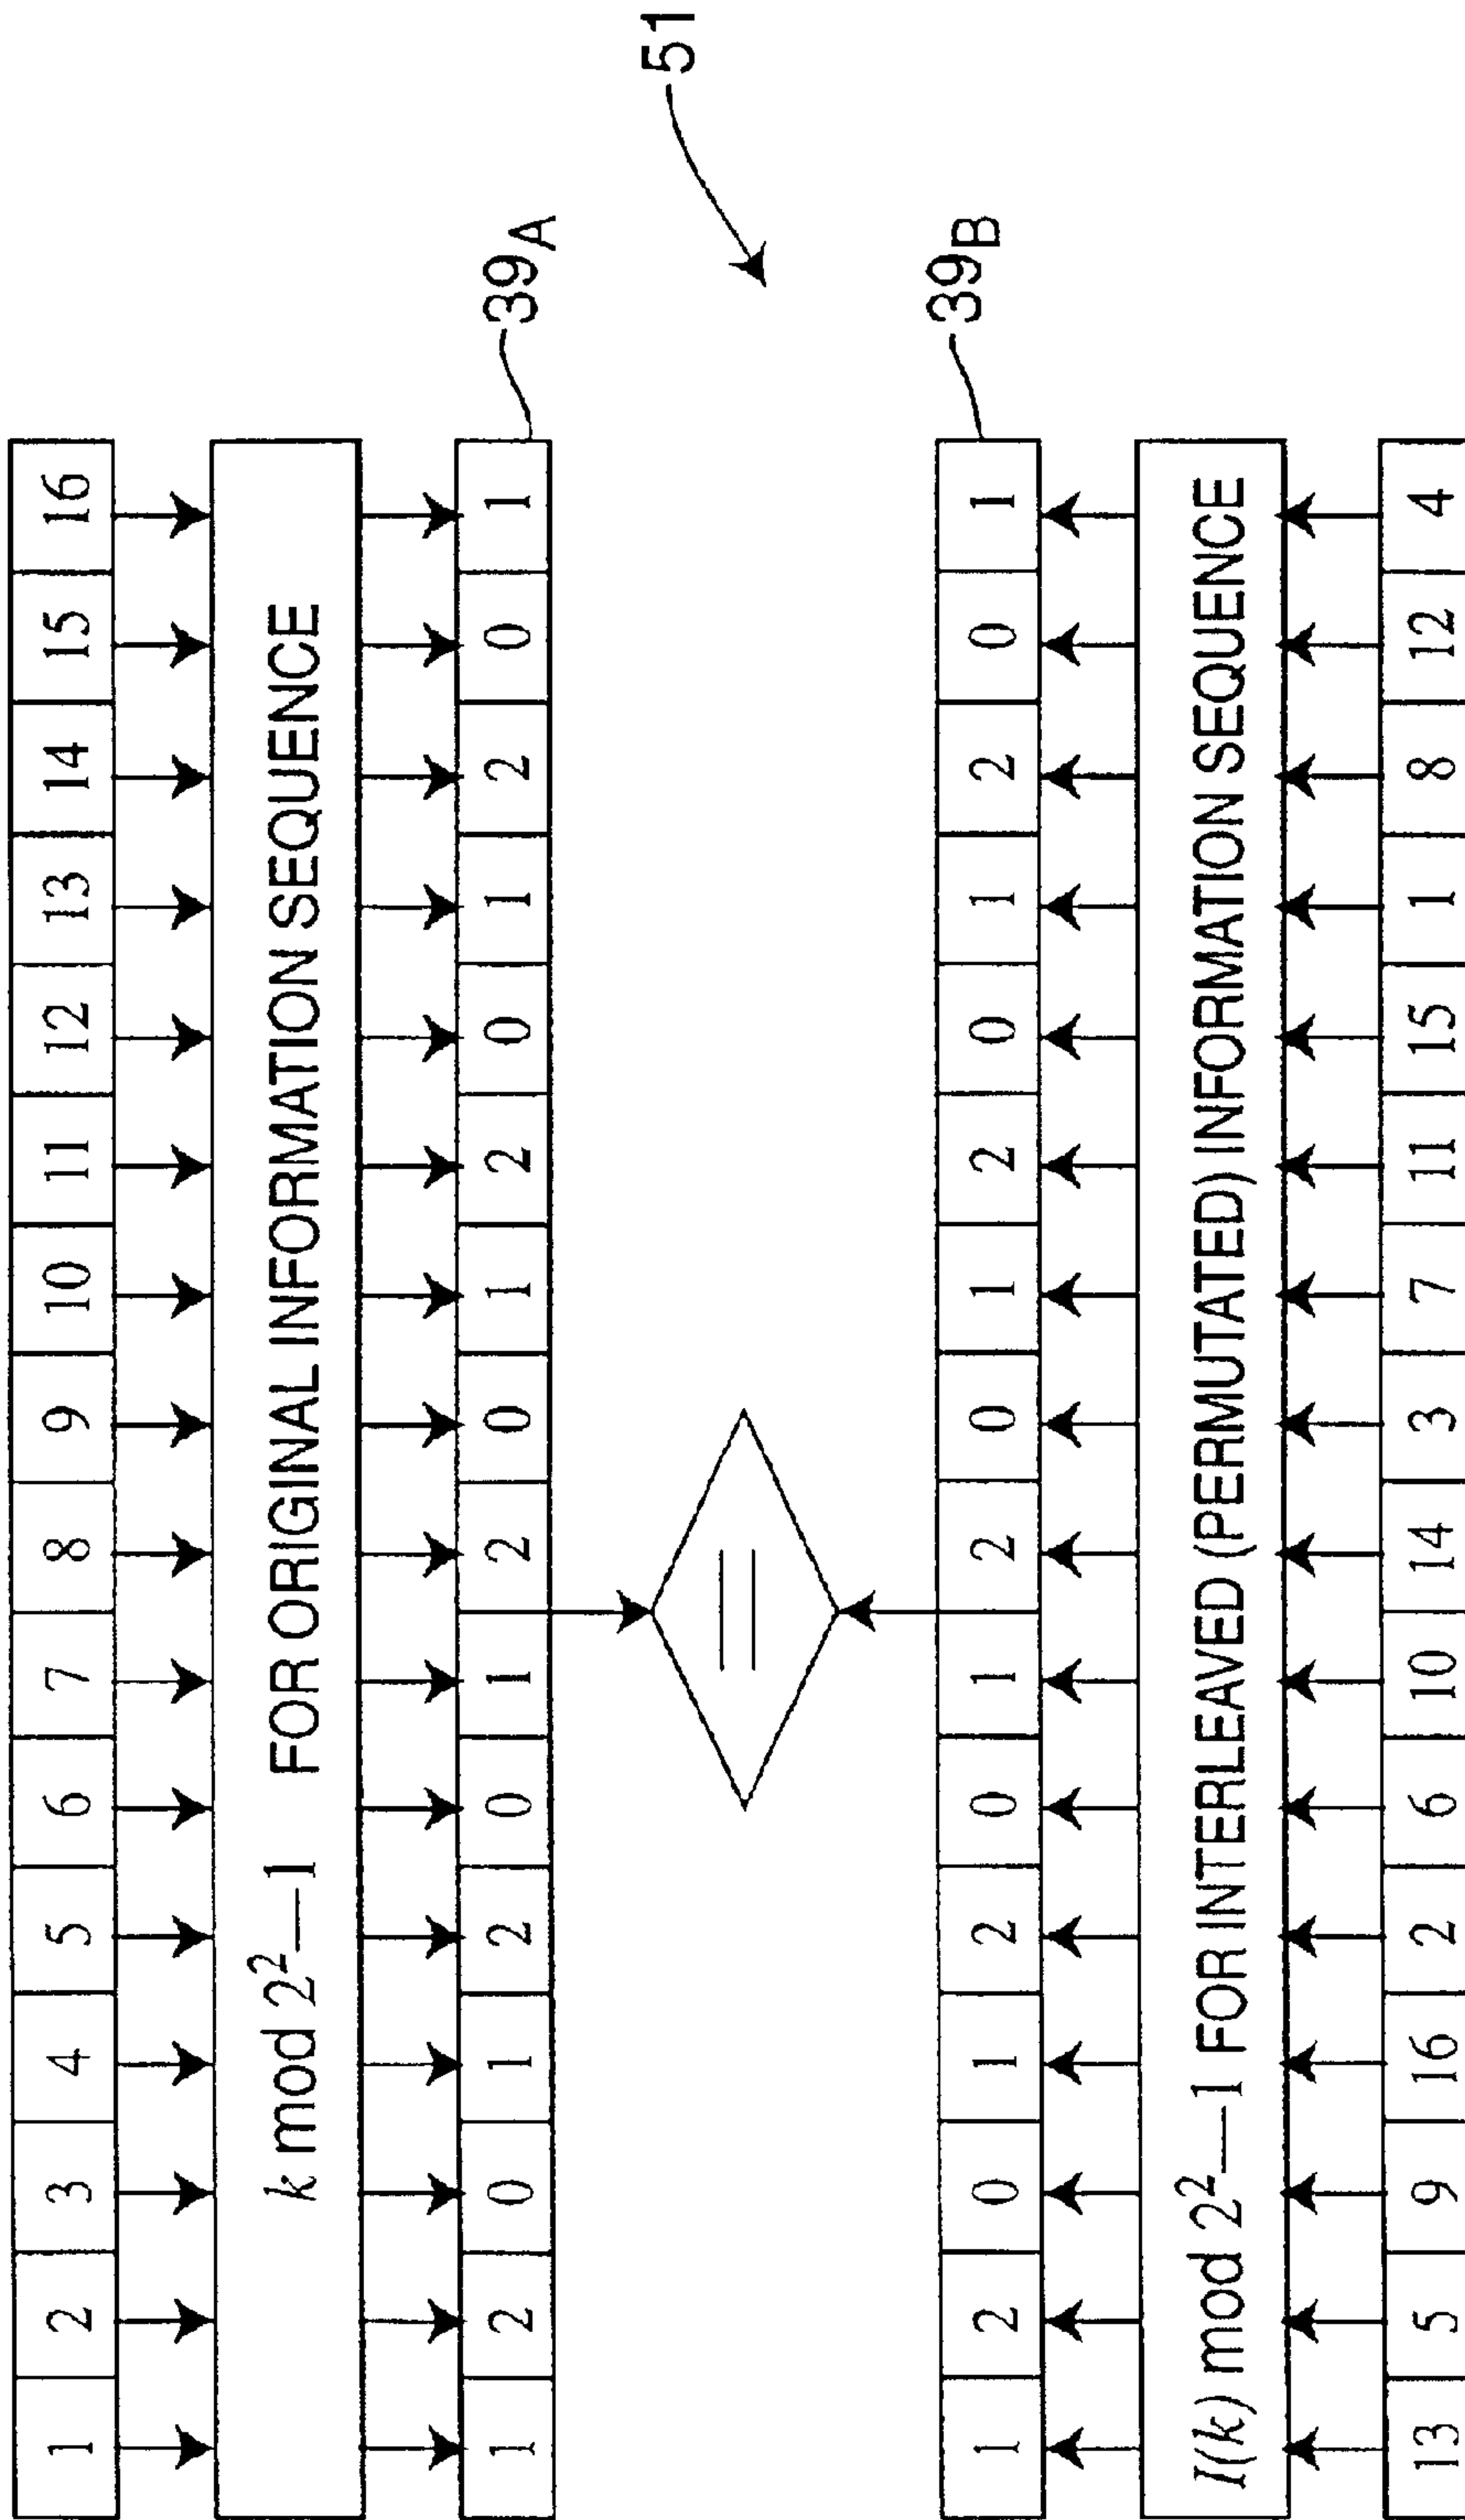 1 2 3 4 5 6 7 8 9 10 11 12 13 14 15 16
k mod 2²—1 FOR ORIGINAL INFORMATION SEQUENCE
1 2 0 1 2 0 1 2 0 1 2 0 1 2 0 1
39A
=
51
39B
1 2 0 1 2 0 1 2 0 1 2 0 1 2 0 1
I(k) mod 2²—1 FOR INTERLEAVED (PERMUTATED) INFORMATION SEQUENCE
13 5 9 16 2 6 10 14 3 7 11 15 1 8 12 4